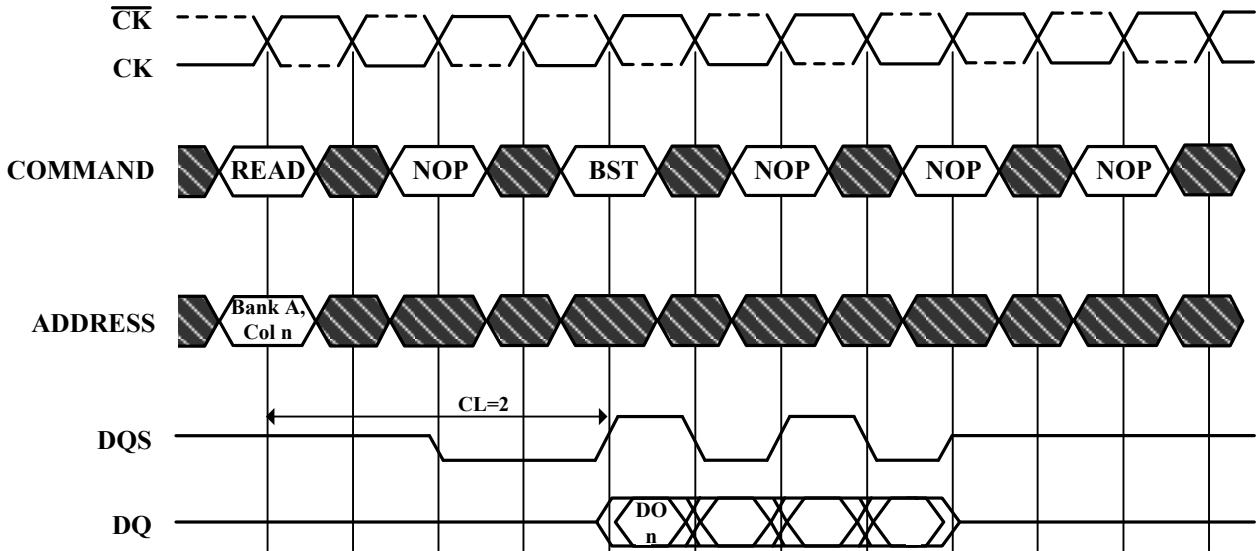 CK
CK
COMMAND READ NOP BST NOP NOP NOP
ADDRESS Bank A,
Col n
CL=2
DQS
DQ DO
n